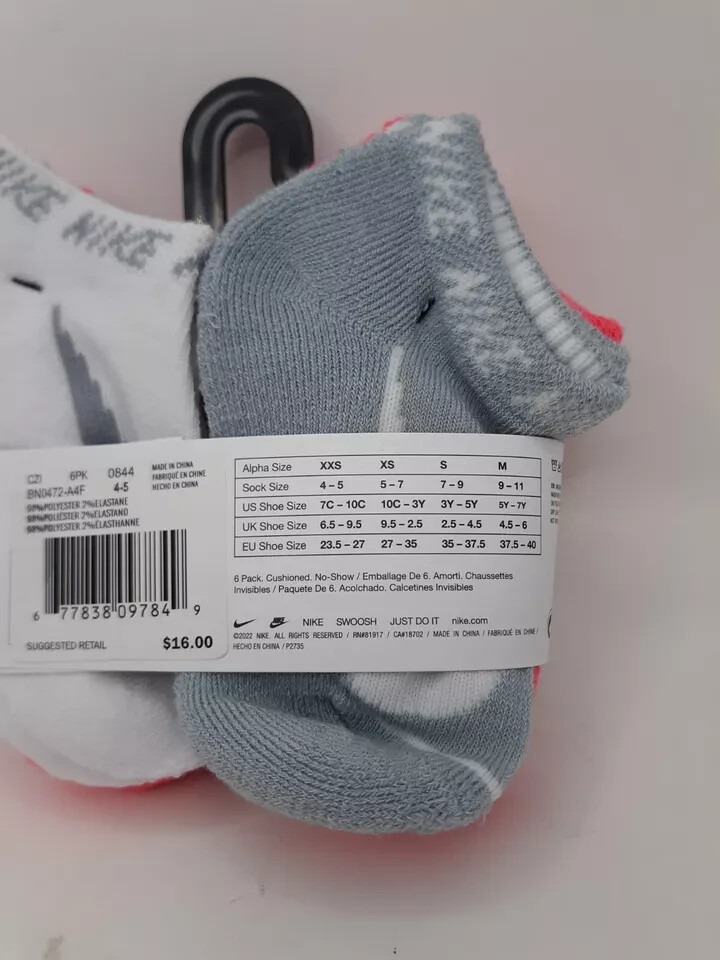 NIKE NIKE
NIKE
NIKE
CZI 6PK 0844
BN0472-A4F 4-5
MADE IN CHINA
FABRIQUÉ EN CHINE
HECHO EN CHINA
98%POLYESTER 2%ELASTANE
98%POLIÉSTER 2%ELASTANO
98%POLYESTER 2%ÉLASTHANNE
6 77838 09784 9
SUGGESTED RETAIL $16.00
Alpha Size XXS XS S M
Sock Size 4 – 5 5 – 7 7 – 9 9 – 11
US Shoe Size 7C – 10C 10C – 3Y 3Y – 5Y 5Y – 7Y
UK Shoe Size 6.5 – 9.5 9.5 – 2.5 2.5 – 4.5 4.5 – 6
EU Shoe Size 23.5 – 27 27 – 35 35 – 37.5 37.5 – 40
6 Pack. Cushioned. No-Show / Emballage De 6. Amorti. Chaussettes
Invisibles / Paquete De 6. Acolchado. Calcetines Invisibles
NIKE SWOOSH JUST DO IT nike.com
©2022 NIKE. ALL RIGHTS RESERVED / RN#81917 / CA#18702 / MADE IN CHINA / FABRIQUÉ EN CHINE /
HECHO EN CHINA / P2735